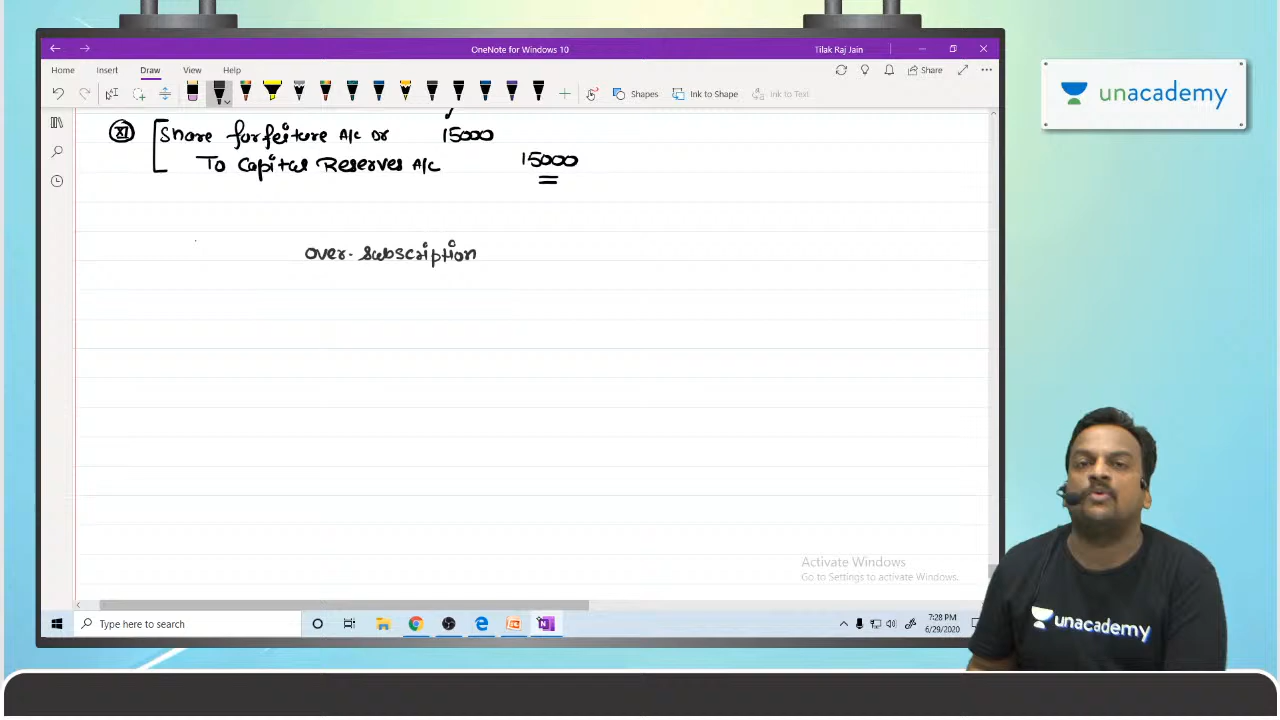 OneNote for Windows 10
Tilak Raj Jain
Home Insert Draw View Help
Share
Shapes
Ink to Shape
Ink to Text
XI Share forfeiture A/c Dr 15000
To Capital Reserves A/c 15000
over-subscription
Activate Windows
Go to Settings to activate Windows.
Type here to search
7:28 PM
6/29/2020
unacademy
unacademy